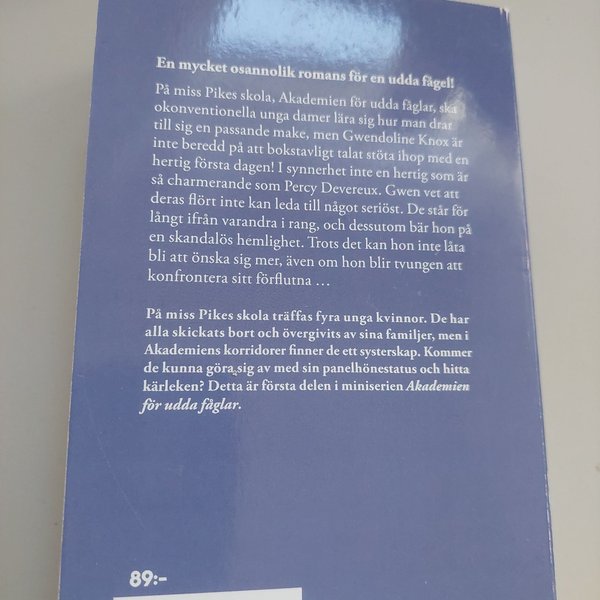 En mycket osannolik romans för en udda fågel!
På miss Pikes skola, Akademien för udda fåglar, ska
okonventionella unga damer lära sig hur man drar
till sig en passande make, men Gwendoline Knox är
inte beredd på att bokstavligt talat stöta ihop med en
hertig första dagen! I synnerhet inte en hertig som är
så charmerande som Percy Devereux. Gwen vet att
deras flört inte kan leda till något seriöst. De står för
långt ifrån varandra i rang, och dessutom bär hon på
en skandalös hemlighet. Trots det kan hon inte låta
bli att önska sig mer, även om hon blir tvungen att
konfrontera sitt förflutna …
På miss Pikes skola träffas fyra unga kvinnor. De har
alla skickats bort och övergivits av sina familjer, men i
Akademiens korridorer finner de ett systerskap. Kommer
de kunna göra sig av med sin panelhönestatus och hitta
kärleken? Detta är första delen i miniserien Akademien
för udda fåglar.
89:-